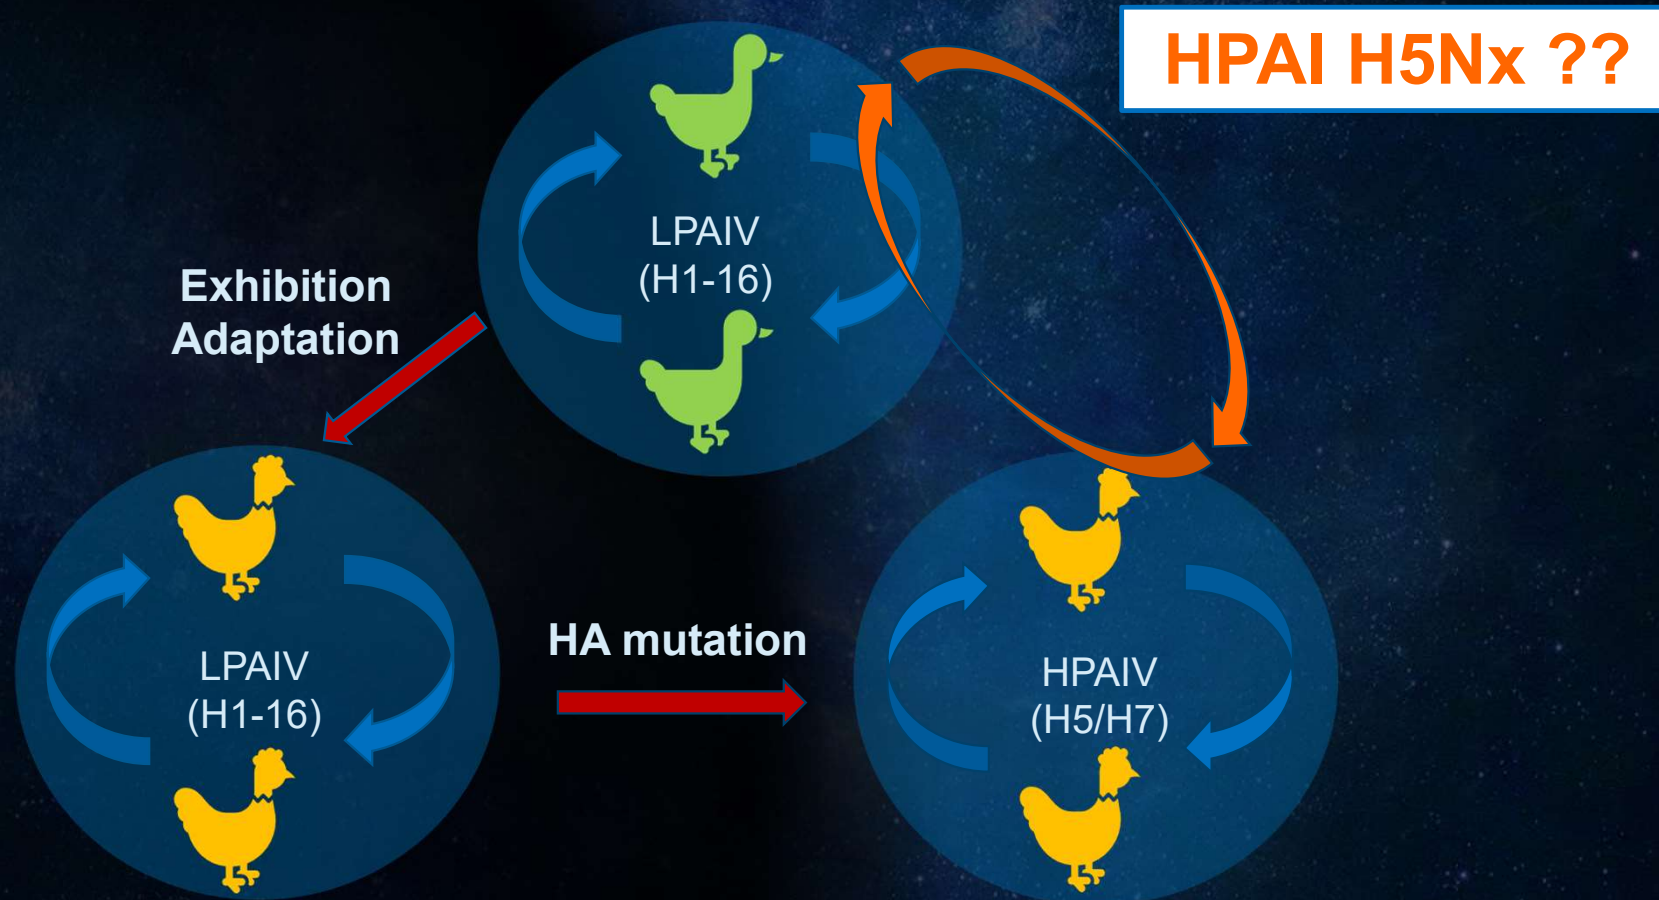 HPAI H5Nx ??
LPAIV
(H1-16)
Exhibition
Adaptation
HA mutation
LPAIV
(H1-16)
HPAIV
(H5/H7)